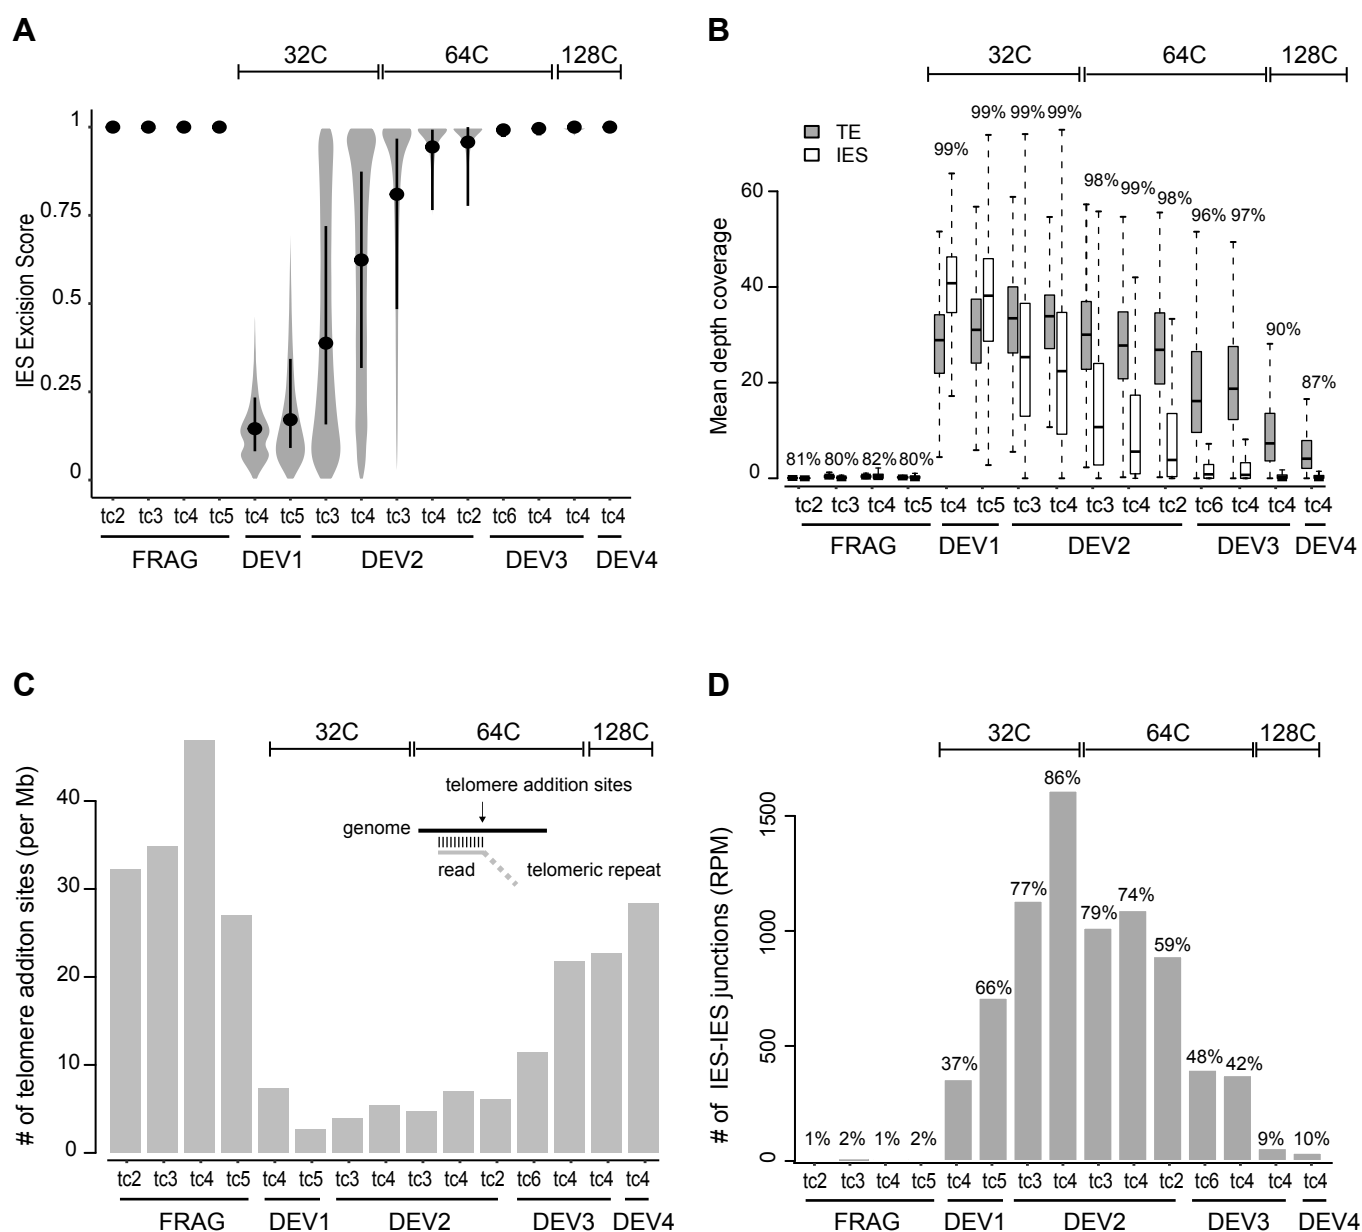 A
32C 64C 128C
IES Excision Score
1
0.75
0.5
0.25
0
tc2 tc3 tc4 tc5 tc4 tc5 tc3 tc4 tc3 tc4 tc2 tc6 tc4 tc4 tc4
FRAG DEV1 DEV2 DEV3 DEV4
B
32C 64C 128C
TE
IES
Mean depth coverage
60
40
20
0
81% 80% 82% 80% 99% 99% 99% 99% 98% 99% 98% 96% 97% 90% 87%
tc2 tc3 tc4 tc5 tc4 tc5 tc3 tc4 tc3 tc4 tc2 tc6 tc4 tc4 tc4
FRAG DEV1 DEV2 DEV3 DEV4
C
32C 64C 128C
telomere addition sites
genome
read telomeric repeat
# of telomere additon sites (per Mb)
40
30
20
10
0
tc2 tc3 tc4 tc5 tc4 tc5 tc3 tc4 tc3 tc4 tc2 tc6 tc4 tc4 tc4
FRAG DEV1 DEV2 DEV3 DEV4
D
32C 64C 128C
# of IES-IES junctions (RPM)
1500
1000
500
0
1% 2% 1% 2% 37% 66% 77% 86% 79% 74% 59% 48% 42% 9% 10%
tc2 tc3 tc4 tc5 tc4 tc5 tc3 tc4 tc3 tc4 tc2 tc6 tc4 tc4 tc4
FRAG DEV1 DEV2 DEV3 DEV4